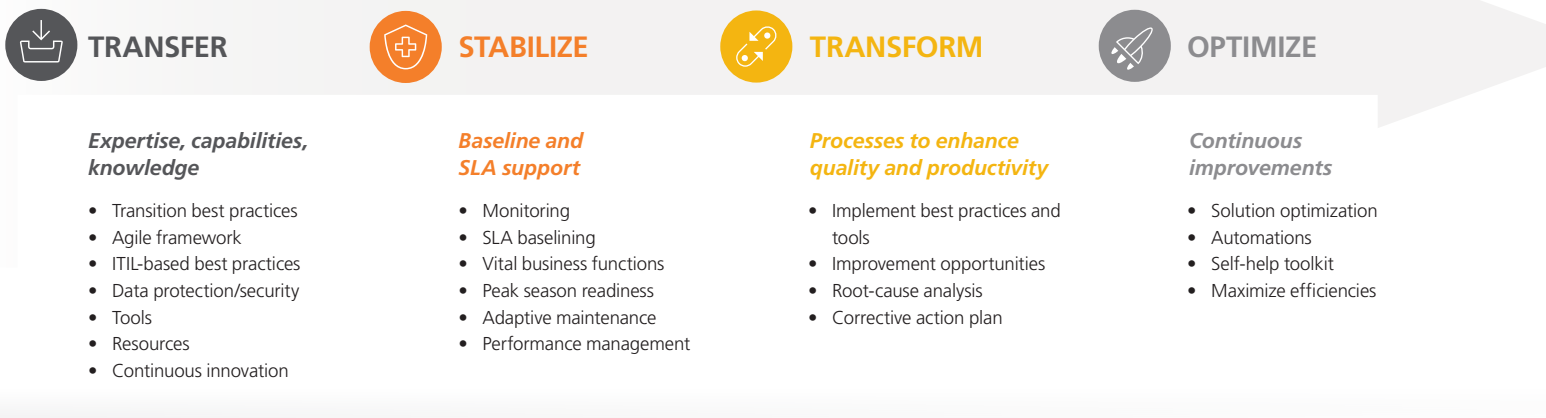 TRANSFER
Expertise, capabilities,
knowledge
• Transition best practices
• Agile framework
• ITIL-based best practices
• Data protection/security
• Tools
• Resources
• Continuous innovation
STABILIZE
Baseline and
SLA support
• Monitoring
• SLA baselining
• Vital business functions
• Peak season readiness
• Adaptive maintenance
• Performance management
TRANSFORM
Processes to enhance
quality and productivity
• Implement best practices and
tools
• Improvement opportunities
• Root-cause analysis
• Corrective action plan
OPTIMIZE
Continuous
improvements
• Solution optimization
• Automations
• Self-help toolkit
• Maximize efficiencies